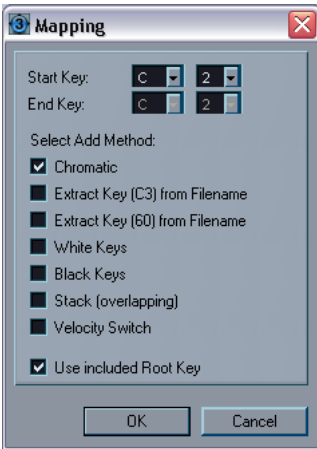 3 Mapping
Start Key: C 2
End Key: C 2
Select Add Method:
Chromatic
Extract Key (C3) from Filename
Extract Key (60) from Filename
White Keys
Black Keys
Stack (overlapping)
Velocity Switch
Use included Root Key
OK Cancel